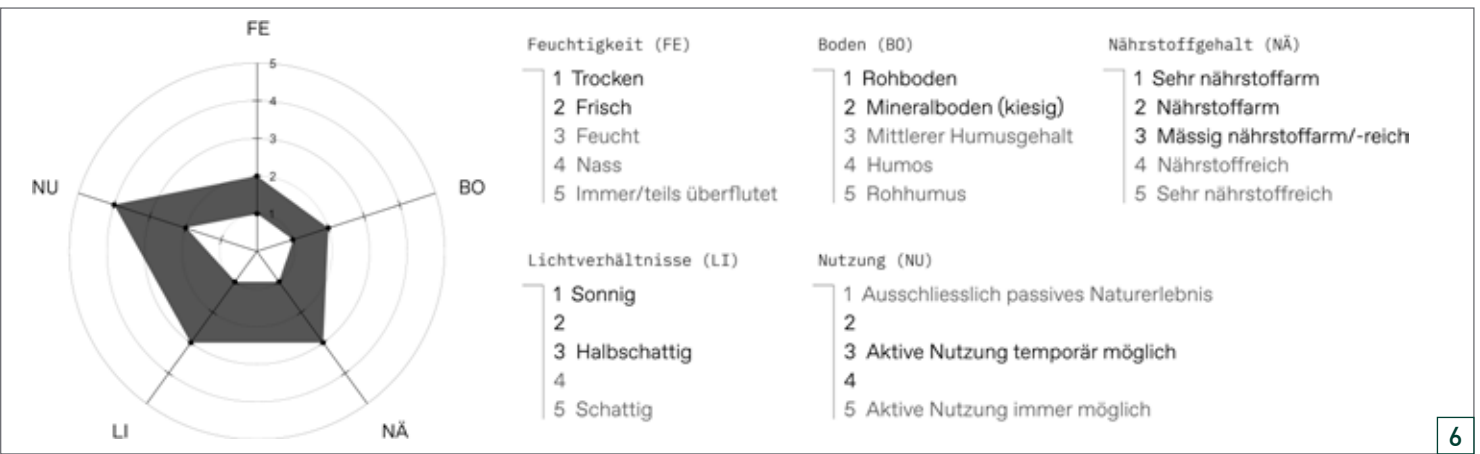 FE
5
4
3
2
1
NU
BO
LI
NÄ
Feuchtigkeit (FE)
1 Trocken
2 Frisch
3 Feucht
4 Nass
5 Immer/teils überflutet
Boden (BO)
1 Rohboden
2 Mineralboden (kiesig)
3 Mittlerer Humusgehalt
4 Humos
5 Rohhumus
Nährstoffgehalt (NÄ)
1 Sehr nährstoffarm
2 Nährstoffarm
3 Mässig nährstoffarm/-reich
4 Nährstoffreich
5 Sehr nährstoffreich
Lichtverhältnisse (LI)
1 Sonnig
2
3 Halbschattig
4
5 Schattig
Nutzung (NU)
1 Ausschliesslich passives Naturerlebnis
2
3 Aktive Nutzung temporär möglich
4
5 Aktive Nutzung immer möglich
6